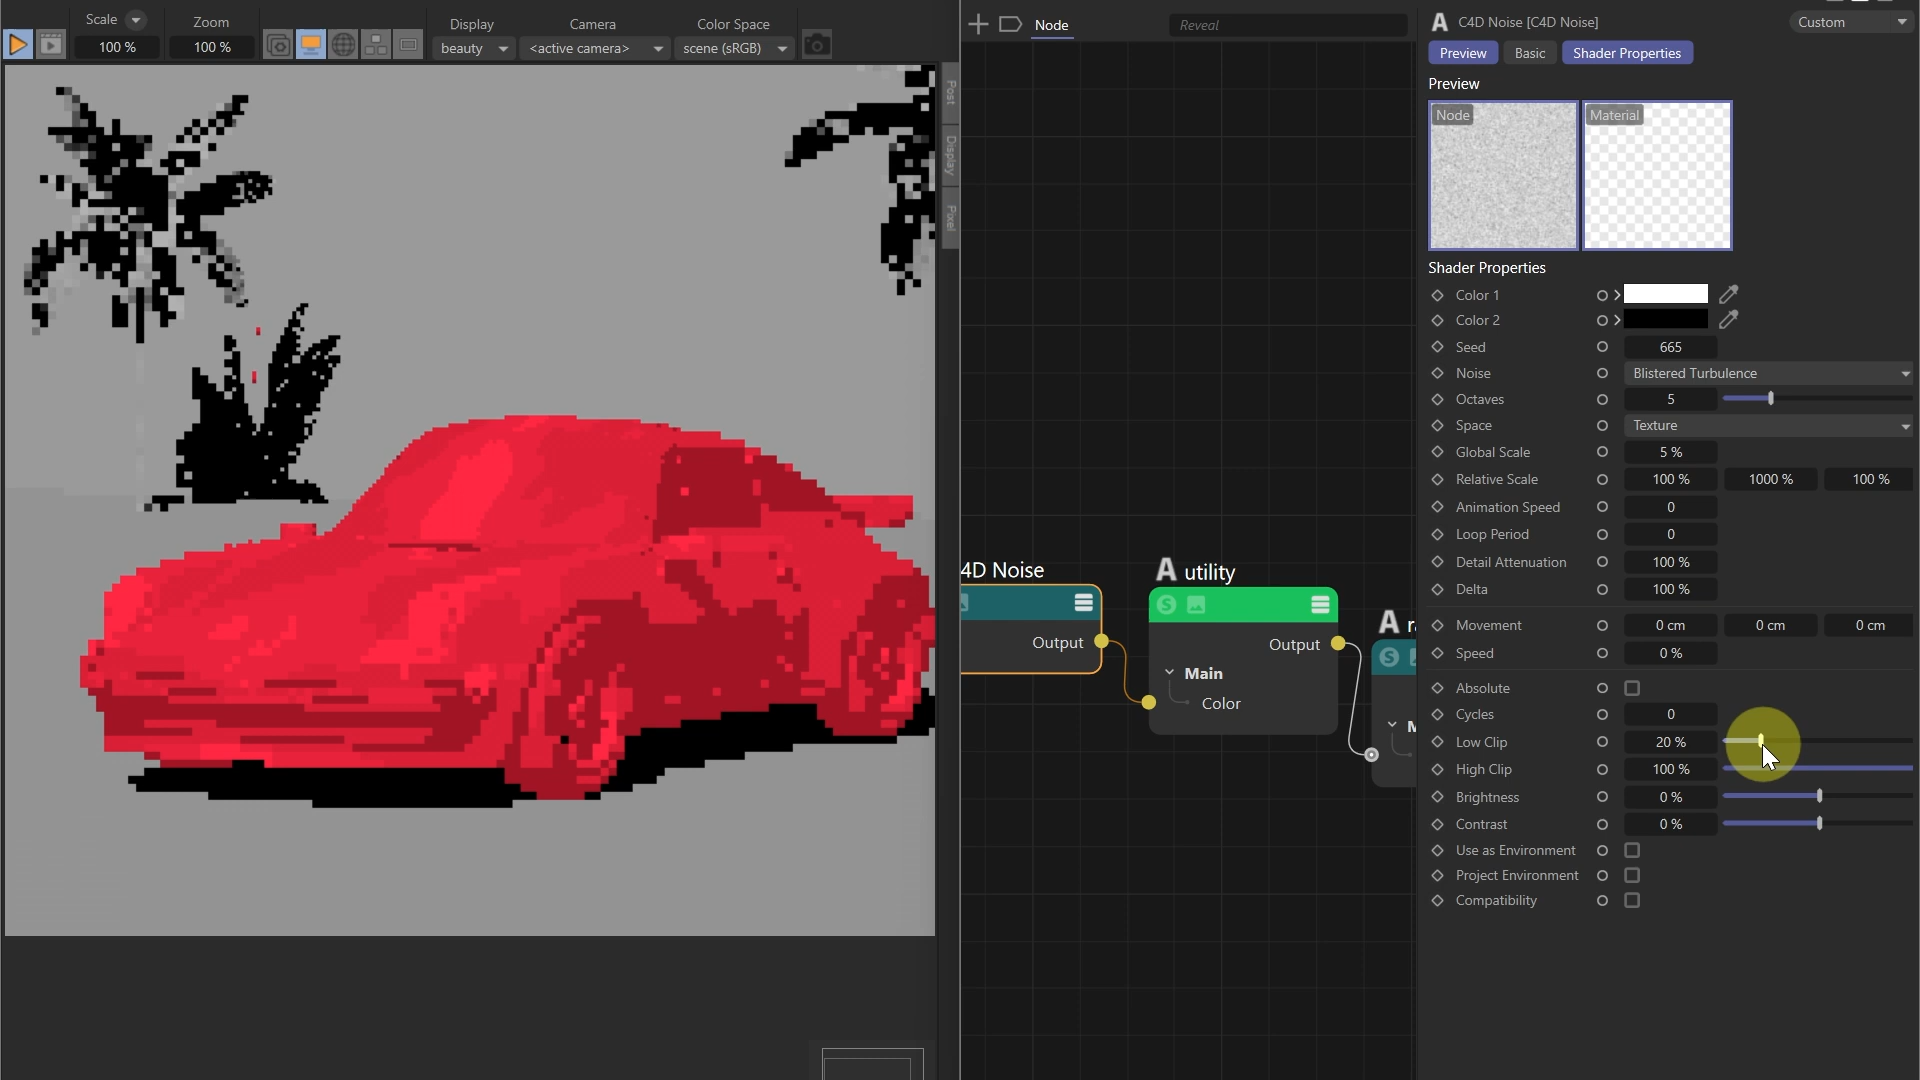 Scale
Zoom
Display
Camera
Color Space
100 %
100 %
beauty
<active camera>
scene (sRGB)
Post
Display
Pixel
Node
Reveal
C4D Noise [C4D Noise]
Custom
Preview
Basic
Shader Properties
Preview
Node
Material
Shader Properties
Color 1
Color 2
Seed
665
Noise
Blistered Turbulence
Octaves
5
Space
Texture
Global Scale
5 %
Relative Scale
100 %
1000 %
100 %
Animation Speed
0
Loop Period
0
Detail Attenuation
100 %
Delta
100 %
Movement
0 cm
0 cm
0 cm
Speed
0 %
Absolute
Cycles
0
Low Clip
20 %
High Clip
100 %
Brightness
0 %
Contrast
0 %
Use as Environment
Project Environment
Compatibility
4D Noise
Output
utility
S
Output
Main
Color
r
S
M